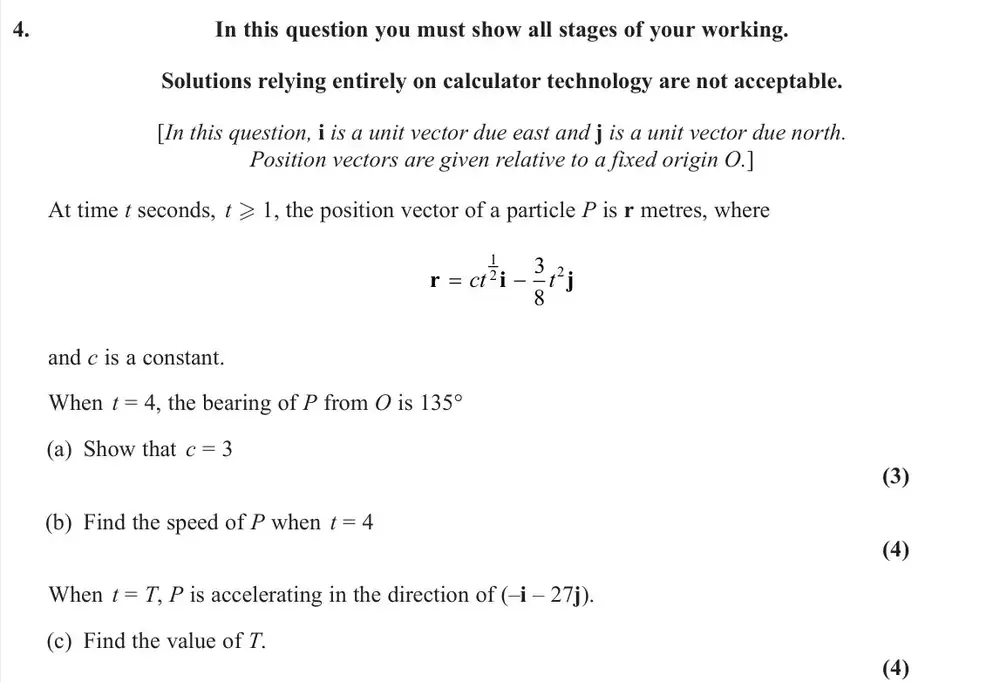 4. In this question you must show all stages of your working.
Solutions relying entirely on calculator technology are not acceptable.
[In this question, i is a unit vector due east and j is a unit vector due north.
Position vectors are given relative to a fixed origin O.]
At time t seconds, t ⩾ 1, the position vector of a particle P is r metres, where
r = ct^(1/2) i − 3/8 t² j
and c is a constant.
When t = 4, the bearing of P from O is 135°
(a) Show that c = 3
(3)
(b) Find the speed of P when t = 4
(4)
When t = T, P is accelerating in the direction of (–i – 27j).
(c) Find the value of T.
(4)